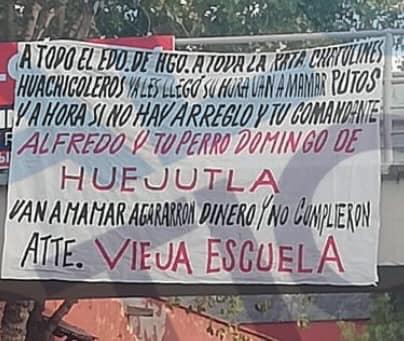 A TODO EL EDO. DE HGO. A TODA LA RATA CHAPULINES
HUACHICOLEROS YA LES LLEGÓ SU HORA VAN A MAMAR PUTOS
Y AHORA SI NO HAY ARREGLO Y TU COMANDANTE
ALFREDO Y TU PERRO DOMINGO DE
HUEJUTLA
VAN A MAMAR AGARARRON DINERO, Y NO CUMPLIERON
ATTE. VIEJA ESCUELA